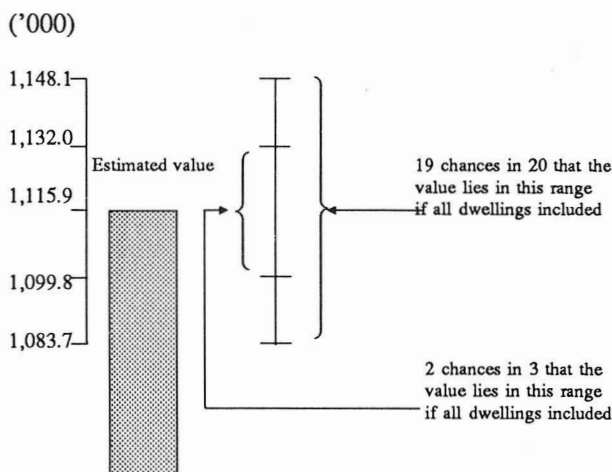 ('000)
1,148.1
1,132.0
Estimated value
1,115.9
1,099.8
1,083.7
19 chances in 20 that the
value lies in this range
if all dwellings included
2 chances in 3 that the
value lies in this range
if all dwellings included